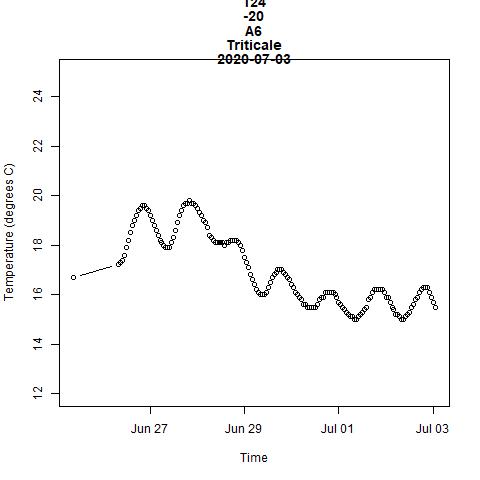 124
-20
A6
Triticale
2020-07-03
24
22
20
18
16
14
12
Temperature (degrees C)
Jun 27
Jun 29
Jul 01
Jul 03
Time